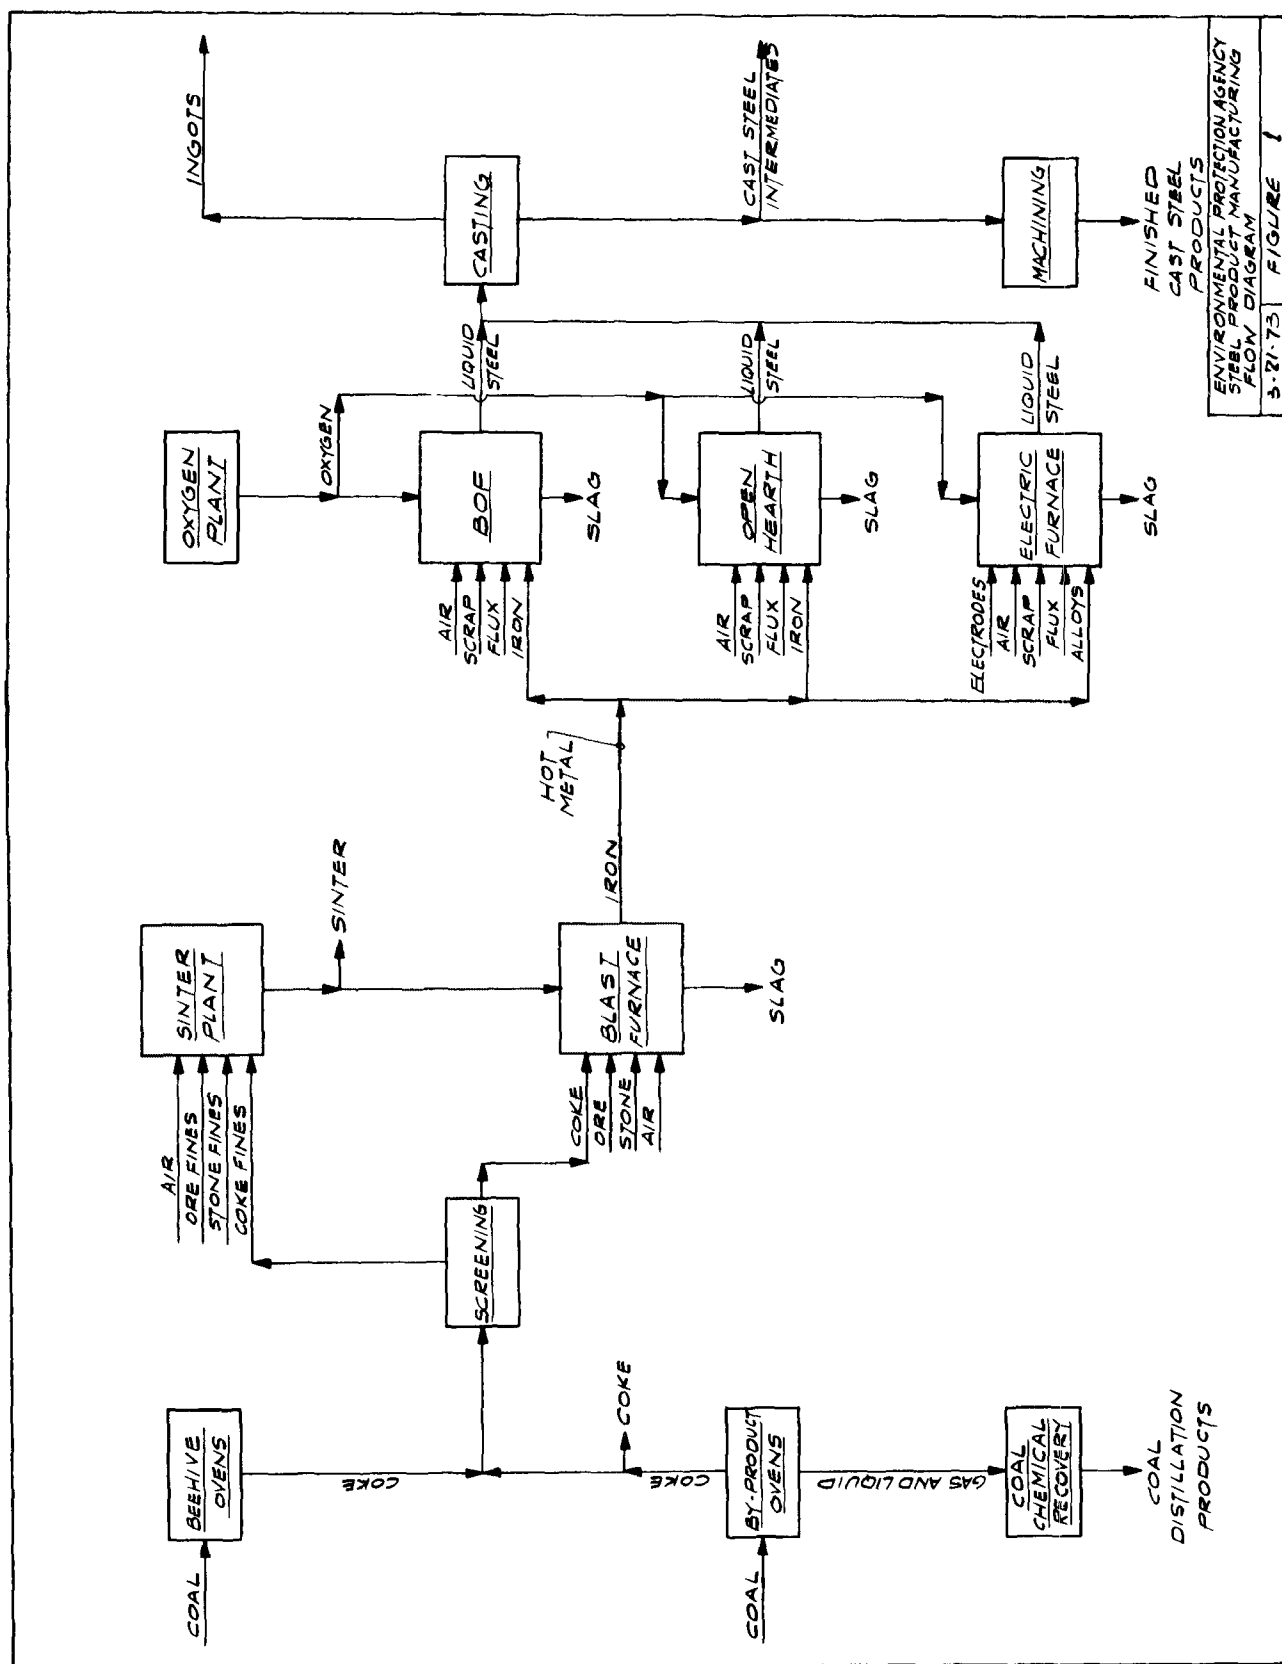 COAL
BEEHIVE
OVENS
COKE
COKE
COKE
COAL
BY-PRODUCT
OVENS
GAS AND LIQUID
COAL
CHEMICAL
RECOVERY
COAL
DISTILLATION
PRODUCTS
SCREENING
AIR
ORE FINES
STONE FINES
COKE FINES
SINTER
PLANT
SINTER
COKE
ORE
STONE
AIR
BLAST
FURNACE
SLAG
IRON
HOT
METAL
OXYGEN
PLANT
OXYGEN
AIR
SCRAP
FLUX
IRON
BOF
SLAG
LIQUID
STEEL
AIR
SCRAP
FLUX
IRON
OPEN
HEARTH
SLAG
LIQUID
STEEL
ELECTRODES
AIR
SCRAP
FLUX
ALLOYS
ELECTRIC
FURNACE
SLAG
LIQUID
STEEL
CASTING
INGOTS
CAST STEEL
INTERMEDIATES
MACHINING
FINISHED
CAST STEEL
PRODUCTS
ENVIRONMENTAL PROTECTION AGENCY
STEEL PRODUCT MANUFACTURING
FLOW DIAGRAM
3-21-73 FIGURE 1